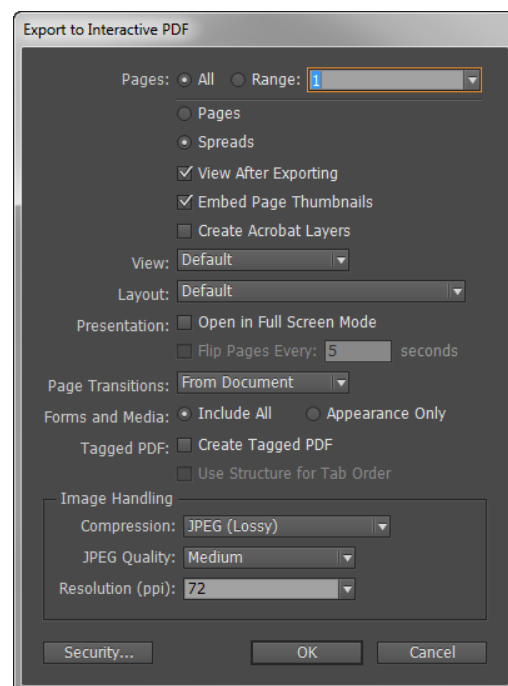 Export to Interactive PDF
Pages: All Range: 1
Pages
Spreads
View After Exporting
Embed Page Thumbnails
Create Acrobat Layers
View: Default
Layout: Default
Presentation: Open in Full Screen Mode
Flip Pages Every: 5 seconds
Page Transitions: From Document
Forms and Media: Include All Appearance Only
Tagged PDF: Create Tagged PDF
Use Structure for Tab Order
Image Handling
Compression: JPEG (Lossy)
JPEG Quality: Medium
Resolution (ppi): 72
Security... OK Cancel